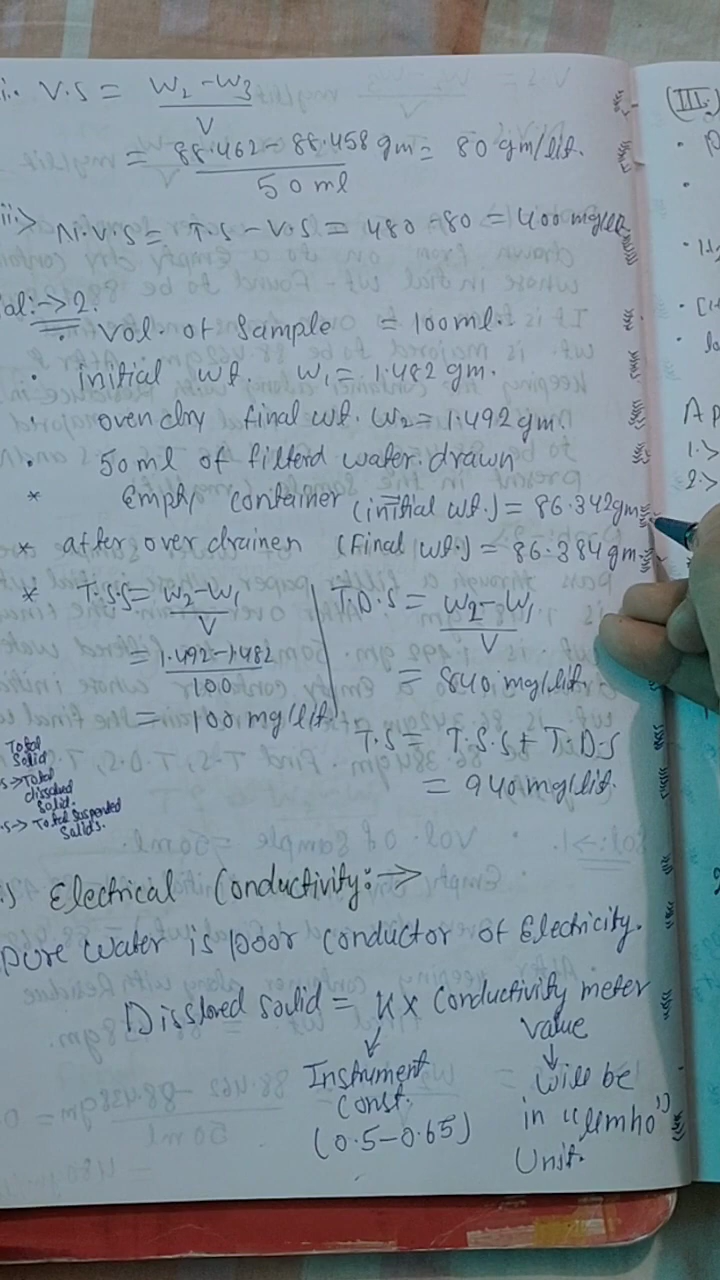 i. V.S = W₂-W₃
V
= 88.462 - 88.458 gm = 80 gm/lit.
50 ml
ii.> N.V.S = T.S - V.S = 480 - 80 = 400 mg/
2.
Vol. of Sample = 100ml.
• initial wt. W₁ = 1.482 gm.
• oven dry final wt. W₂ = 1.492 gm.
• 50 ml of filterd water drawn
* Empty container (initial wt.) = 86.342gm
* after over drainen (Final wt.) = 86.384 gm.
* T.S.S = W₂-W₁
V
= 1.492-1.482
100
= 100 mg/lit.
T.D.S = W₂-W₁
V
= 840 mg/lit.
T.S = T.S.S + T.D.S
= 940 mg/lit.
Total
Solid
s → Total
dissolved
Solid.
.s → Total Suspended
Solids.
.) Electrical Conductivity:→
pure water is poor conductor of Electricity.
Dissloved solid = K × Conductivity meter
Value
↓ ↓
Instrument
Const.
(0.5-0.65)
will be
in "μmho"
Unit.
(III.)
AP
1.>
2.>